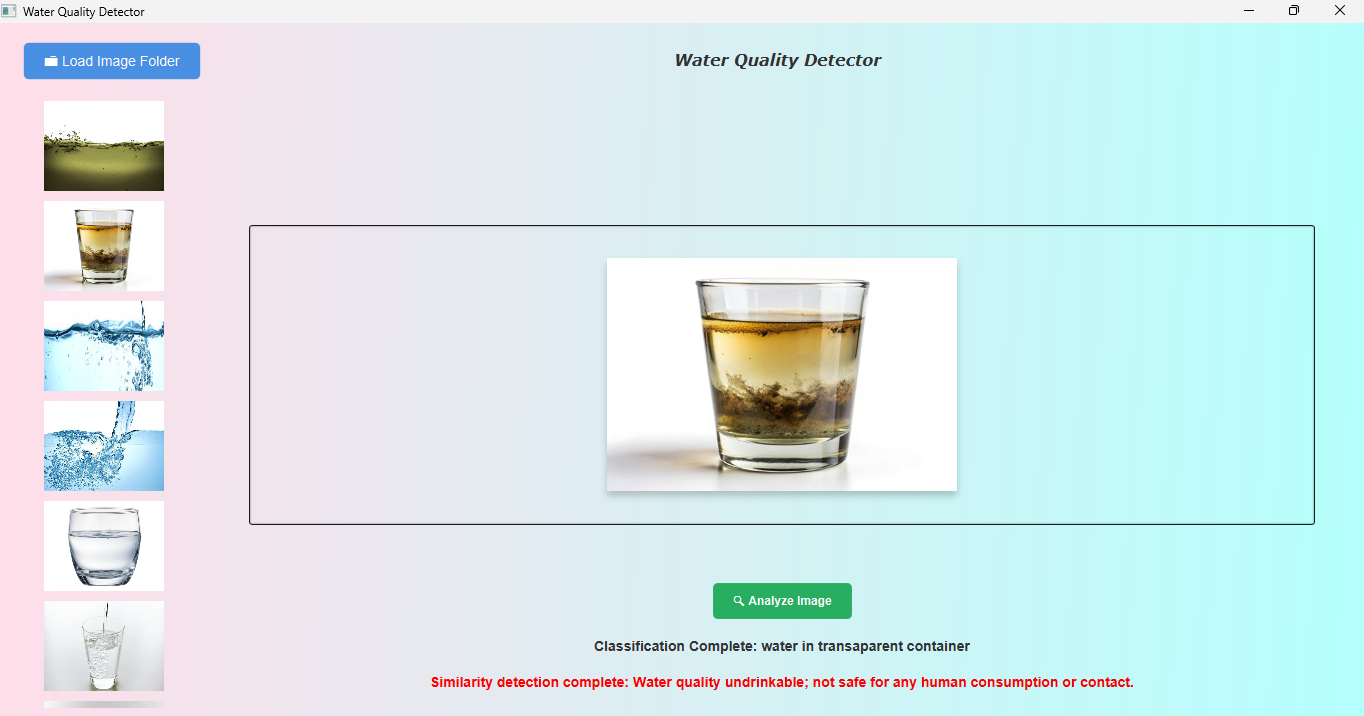 Water Quality Detector
Load Image Folder
Water Quality Detector
Analyze Image
Classification Complete: water in transaparent container
Similarity detection complete: Water quality undrinkable; not safe for any human consumption or contact.